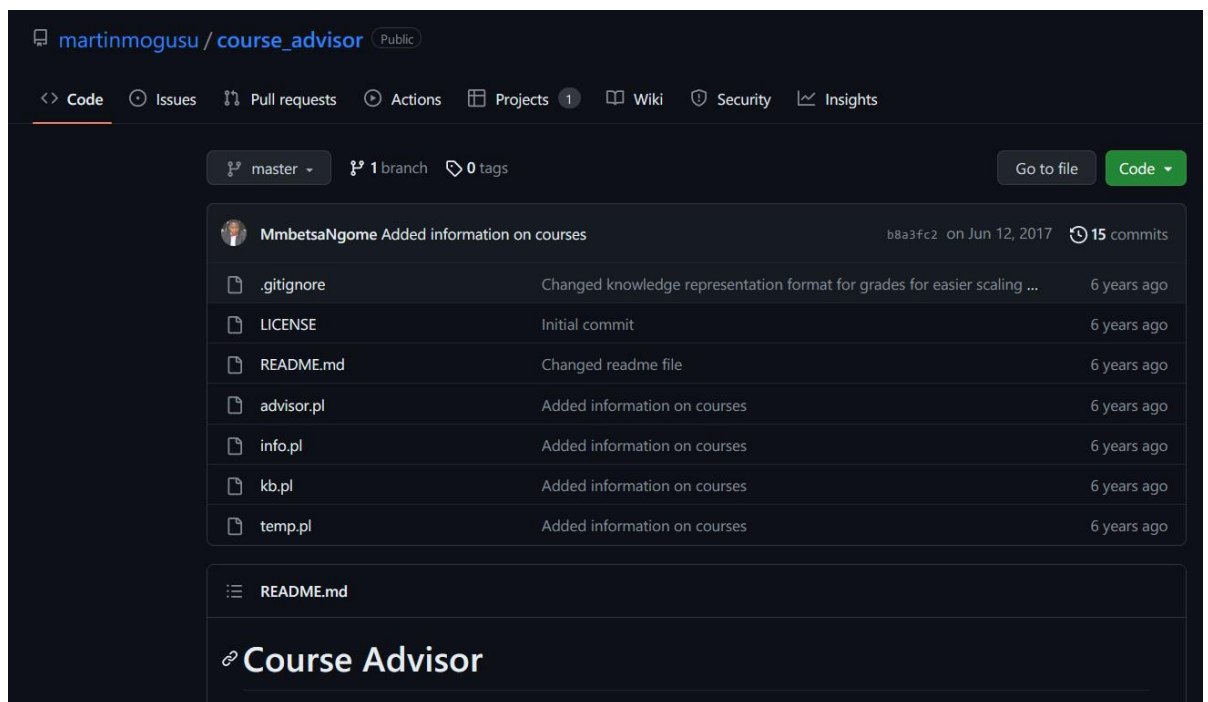 martinmogusu / course_advisor Public
Code Issues Pull requests Actions Projects 1 Wiki Security Insights
master 1 branch 0 tags Go to file Code
MmbetsaNgome Added information on courses b8a3fc2 on Jun 12, 2017 15 commits
.gitignore Changed knowledge representation format for grades for easier scaling ... 6 years ago
LICENSE Initial commit 6 years ago
README.md Changed readme file 6 years ago
advisor.pl Added information on courses 6 years ago
info.pl Added information on courses 6 years ago
kb.pl Added information on courses 6 years ago
temp.pl Added information on courses 6 years ago
README.md
Course Advisor